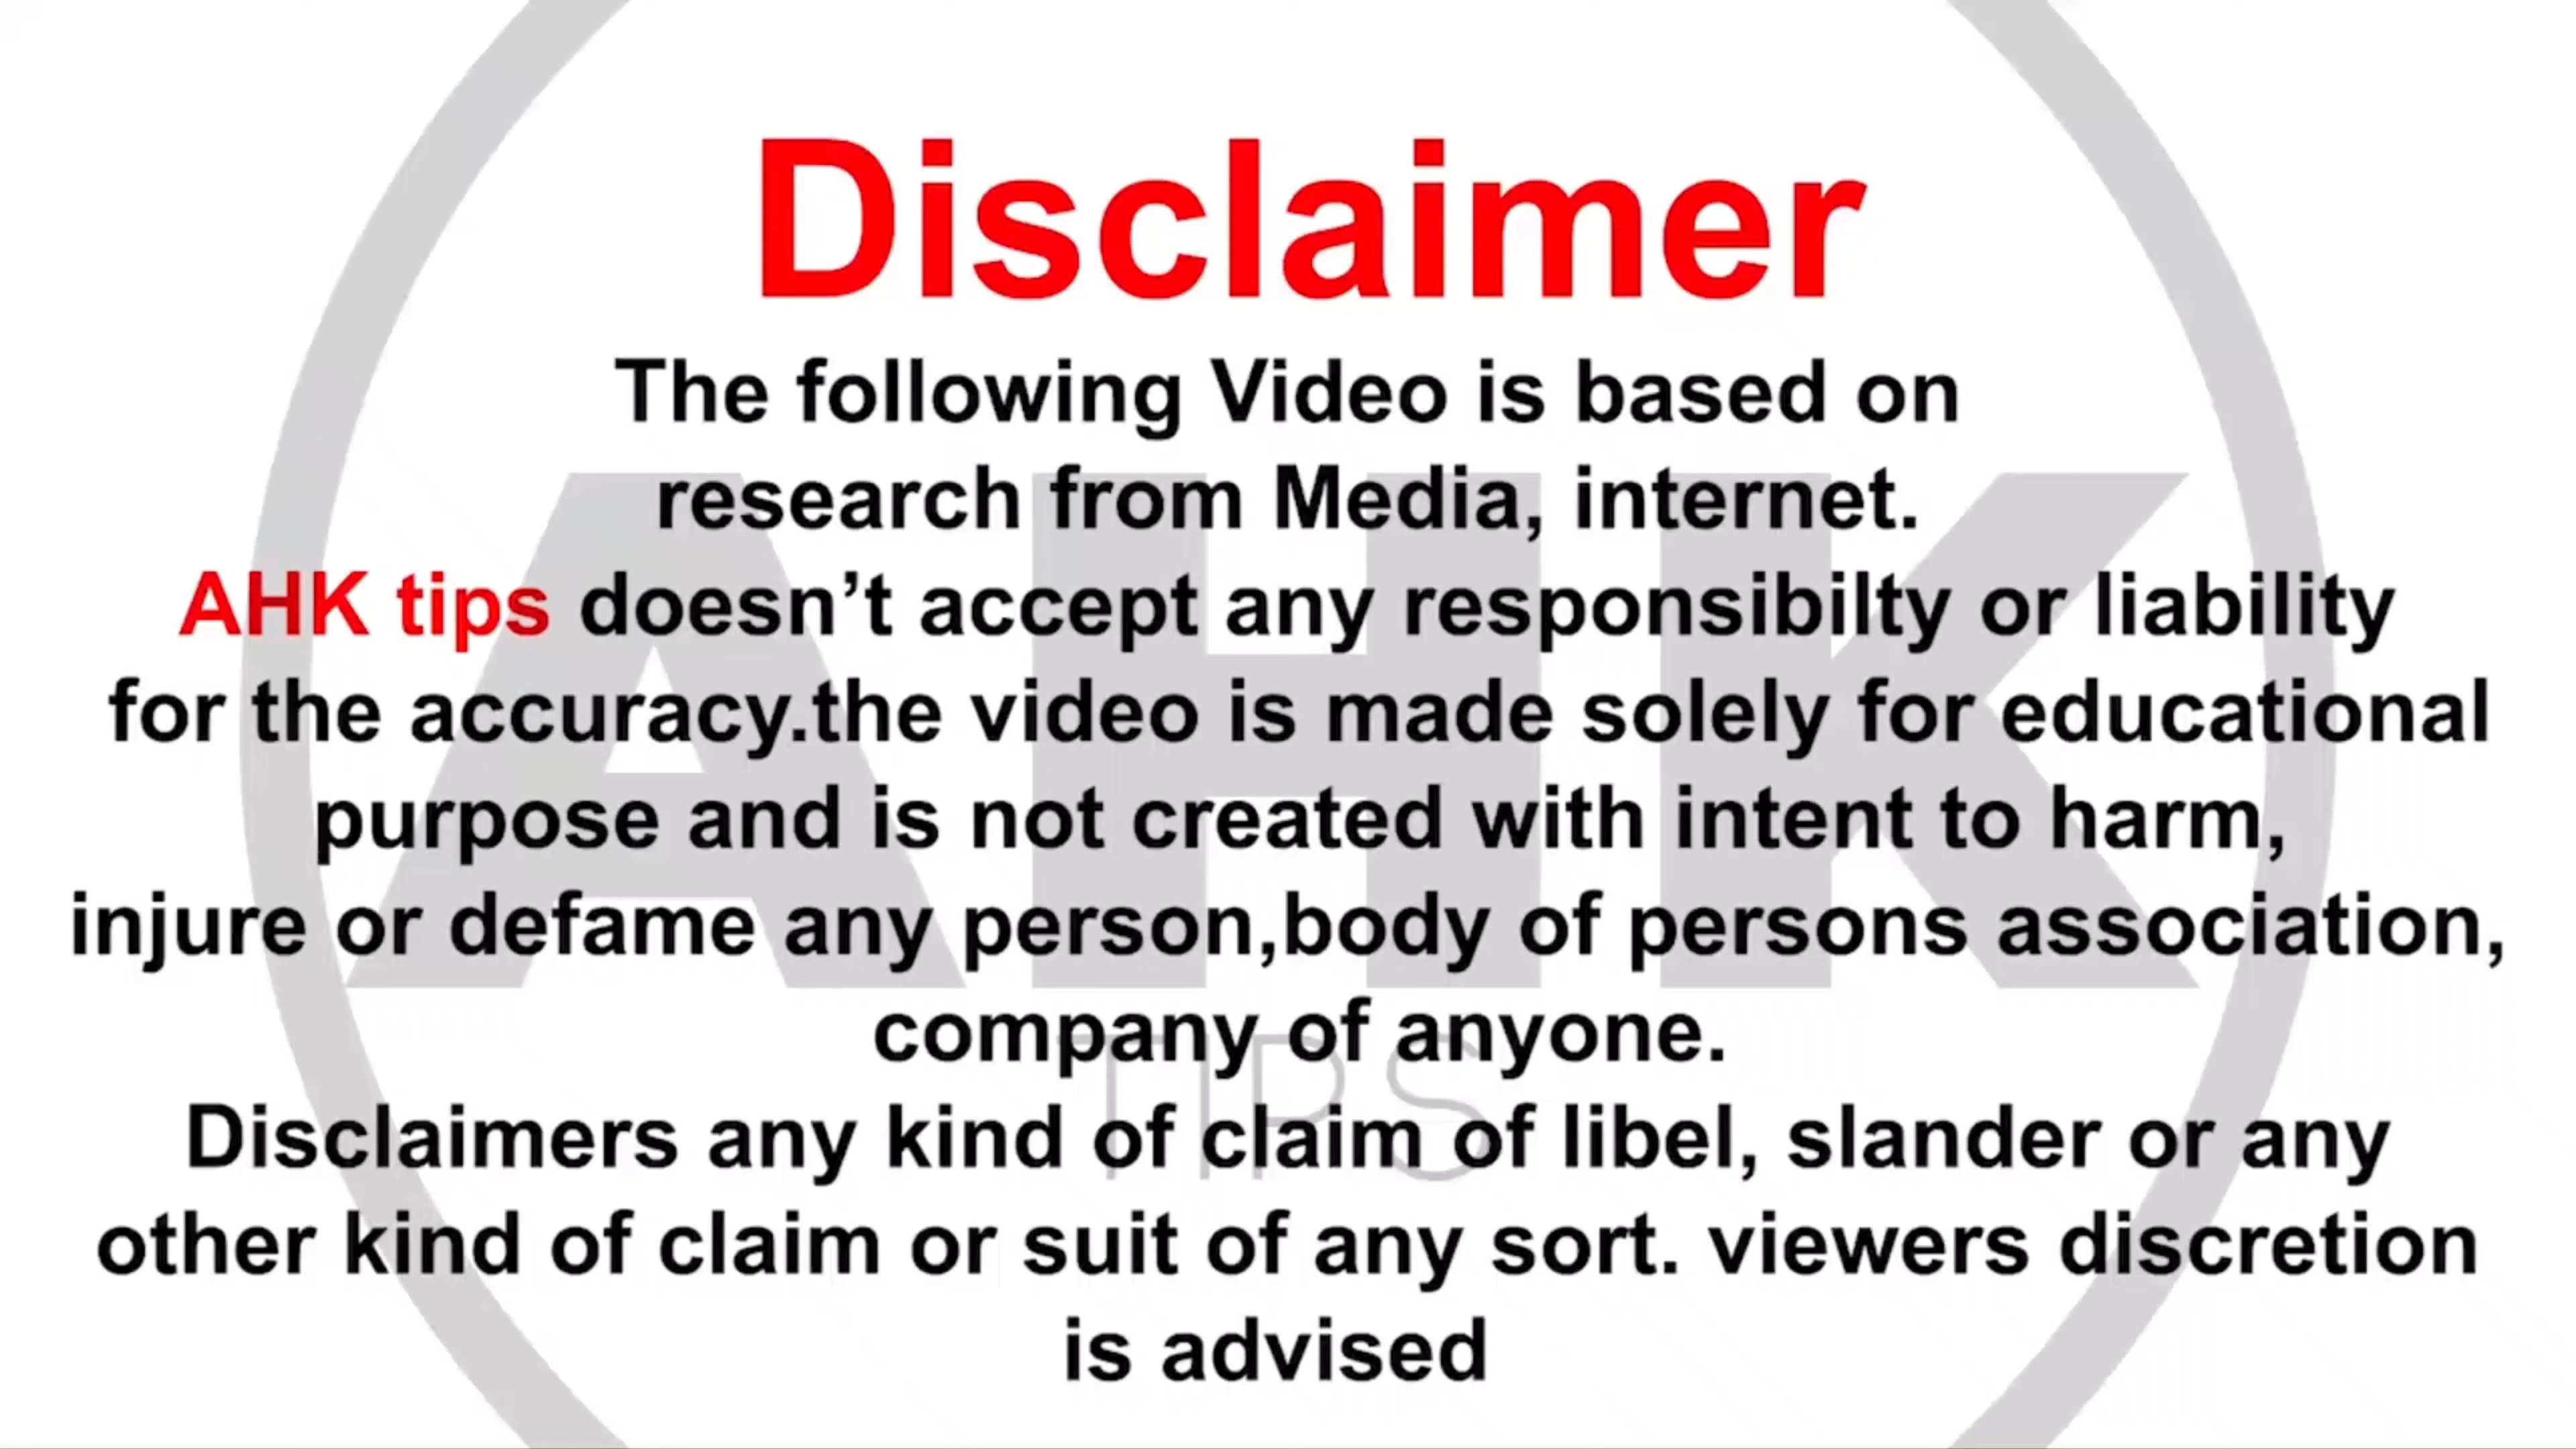 Disclaimer
The following Video is based on
research from Media, internet.
AHK tips doesn’t accept any responsibilty or liability
for the accuracy.the video is made solely for educational
purpose and is not created with intent to harm,
injure or defame any person,body of persons association,
company of anyone.
Disclaimers any kind of claim of libel, slander or any
other kind of claim or suit of any sort. viewers discretion
is advised
AHK
TIPS